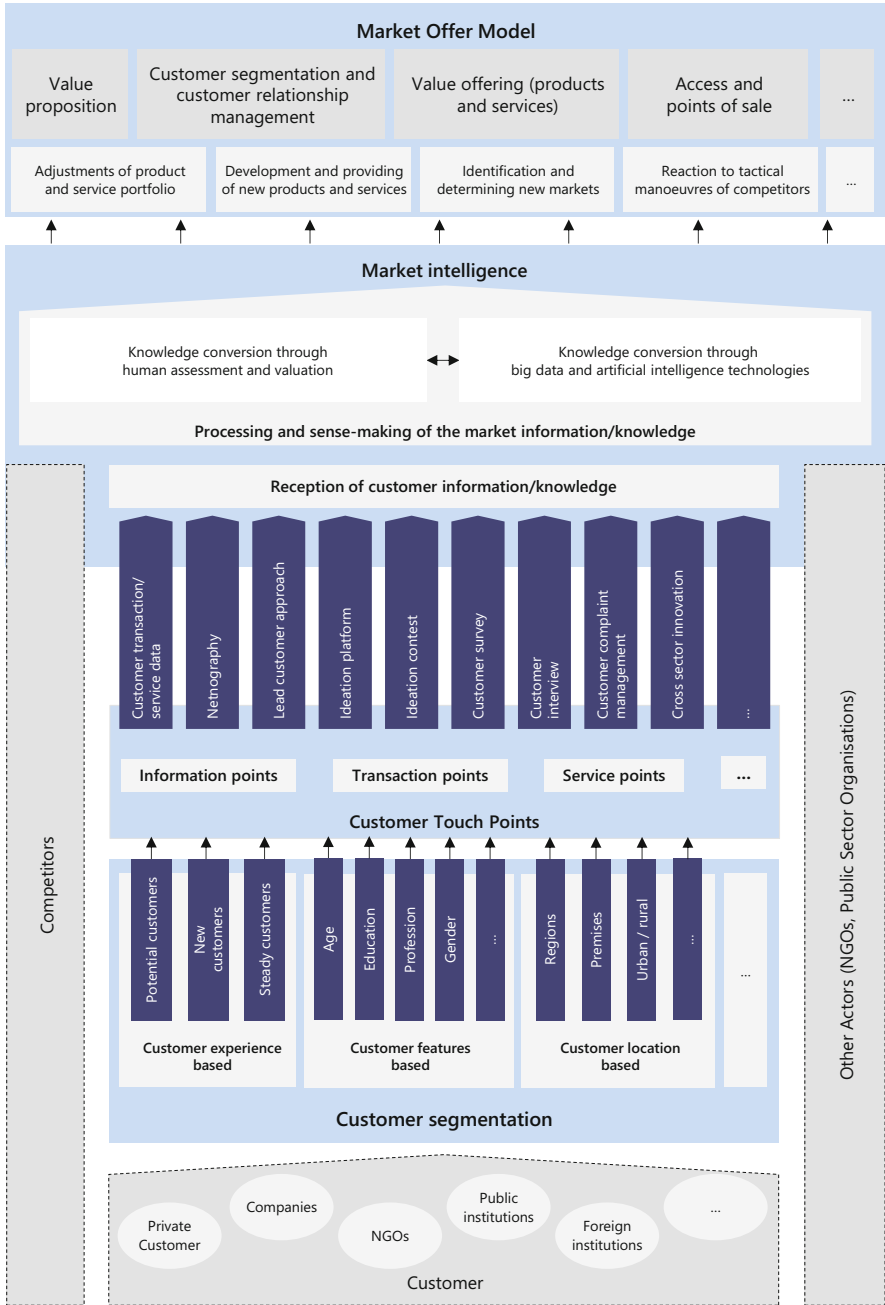 Market Offer Model
Value
proposition
Customer segmentation and
customer relationship
management
Value offering (products
and services)
Access and
points of sale
...
Adjustments of product
and service portfolio
Development and providing
of new products and services
Identification and
determining new markets
Reaction to tactical
manoeuvres of competitors
...
Market intelligence
Knowledge conversion through
human assessment and valuation
Knowledge conversion through
big data and artificial intelligence technologies
Processing and sense-making of the market information/knowledge
Reception of customer information/knowledge
Customer transaction/
service data
Netnography
Lead customer approach
Ideation platform
Ideation contest
Customer survey
Customer
interview
Customer complaint
management
Cross sector innovation
...
Information points
Transaction points
Service points
...
Customer Touch Points
Potential customers
New
customers
Steady customers
Age
Education
Profession
Gender
...
Regions
Premises
Urban / rural
...
...
Customer experience
based
Customer features
based
Customer location
based
Customer segmentation
Private
Customer
Companies
NGOs
Public
institutions
Foreign
institutions
...
Customer
Competitors
Other Actors (NGOs, Public Sector Organisations)